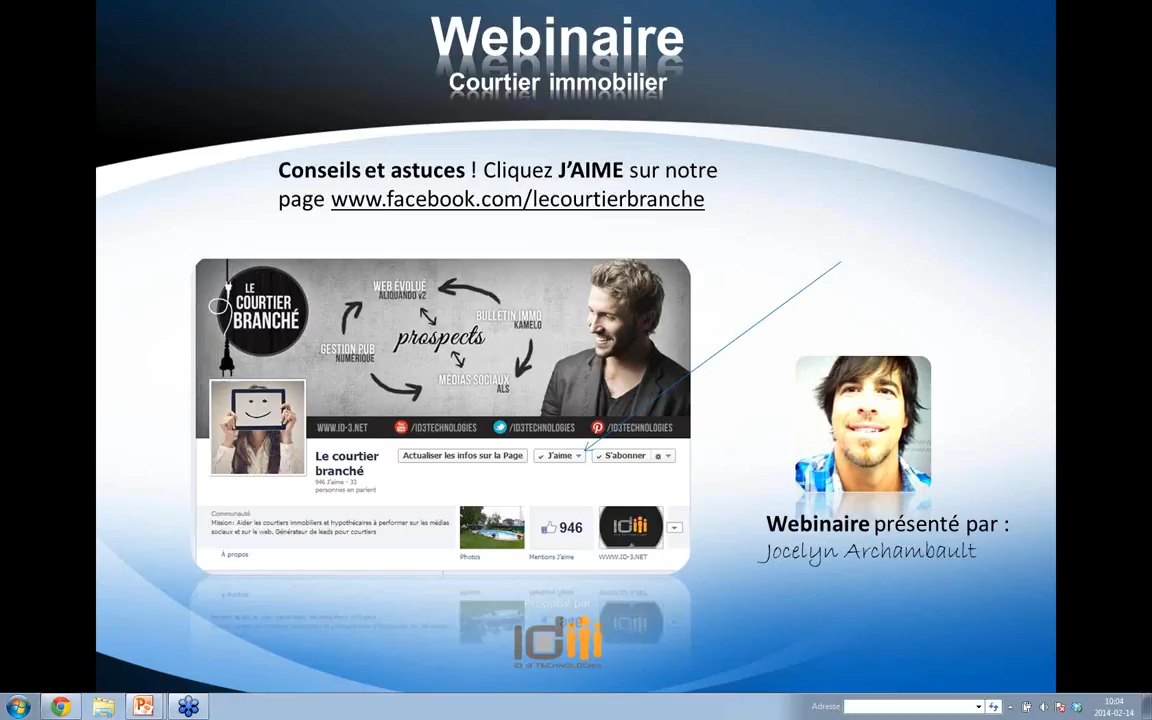 Webinaire
Courtier immobilier
Conseils et astuces ! Cliquez J'AIME sur notre
page www.facebook.com/lecourtierbranche
LE
COURTIER
BRANCHÉ
WEB ÉVOLUÉ
ALIQUANDO V2
BULLETIN IMMO
KAMELO
prospects
GESTION PUB
NUMÉRIQUE
MÉDIAS SOCIAUX
ALS
WWW.ID-3.NET
/ID3TECHNOLOGIES
/ID3TECHNOLOGIES
/ID3TECHNOLOGIES
Le courtier
branché
946 J'aime · 33
personnes en parlent
Actualiser les infos sur la Page
J'aime
S'abonner
Communauté
Mission: Aider les courtiers immobiliers et hypothécaires à performer sur les médias
sociaux et sur le web. Générateur de leads pour courtiers
À propos
946
Photos
Mentions J'aime
WWW.ID-3.NET
Webinaire présenté par :
Jocelyn Archambault
Propulsé par
ID-3 TECHNOLOGIES
Adresse
10:04
2014-02-14